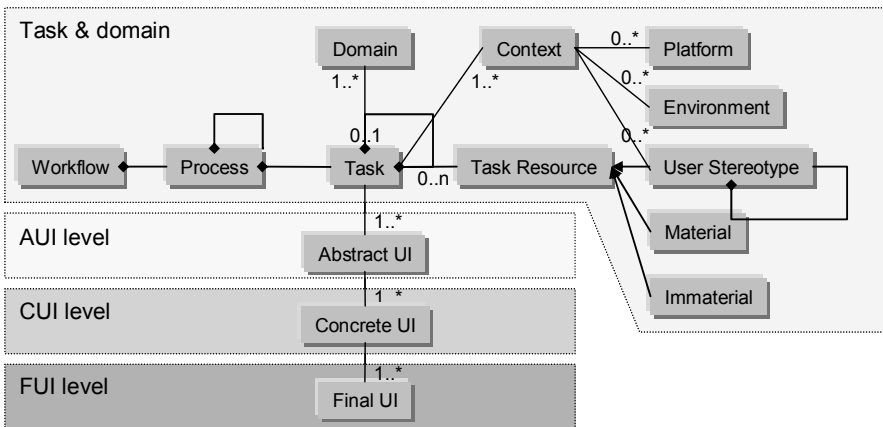 Task & domain
Domain
Context
Platform
0..*
1..*
1..*
0..*
Environment
0..1
0..*
Workflow
Process
Task
Task Resource
User Stereotype
0..n
1..*
AUI level
Material
Abstract UI
1..*
Immaterial
CUI level
Concrete UI
1..*
FUI level
Final UI